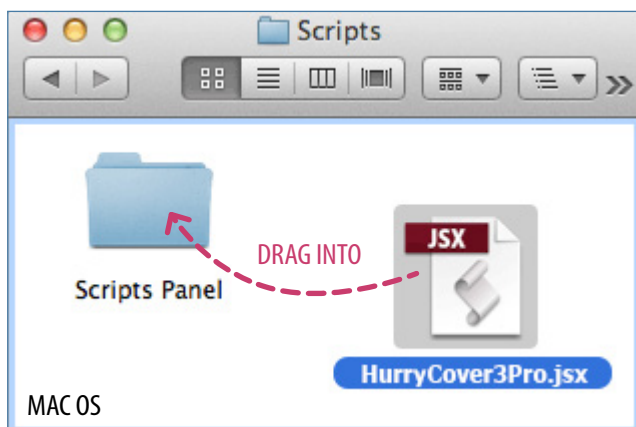 Scripts
DRAG INTO
JSX
Scripts Panel
HurryCover3Pro.jsx
MAC OS